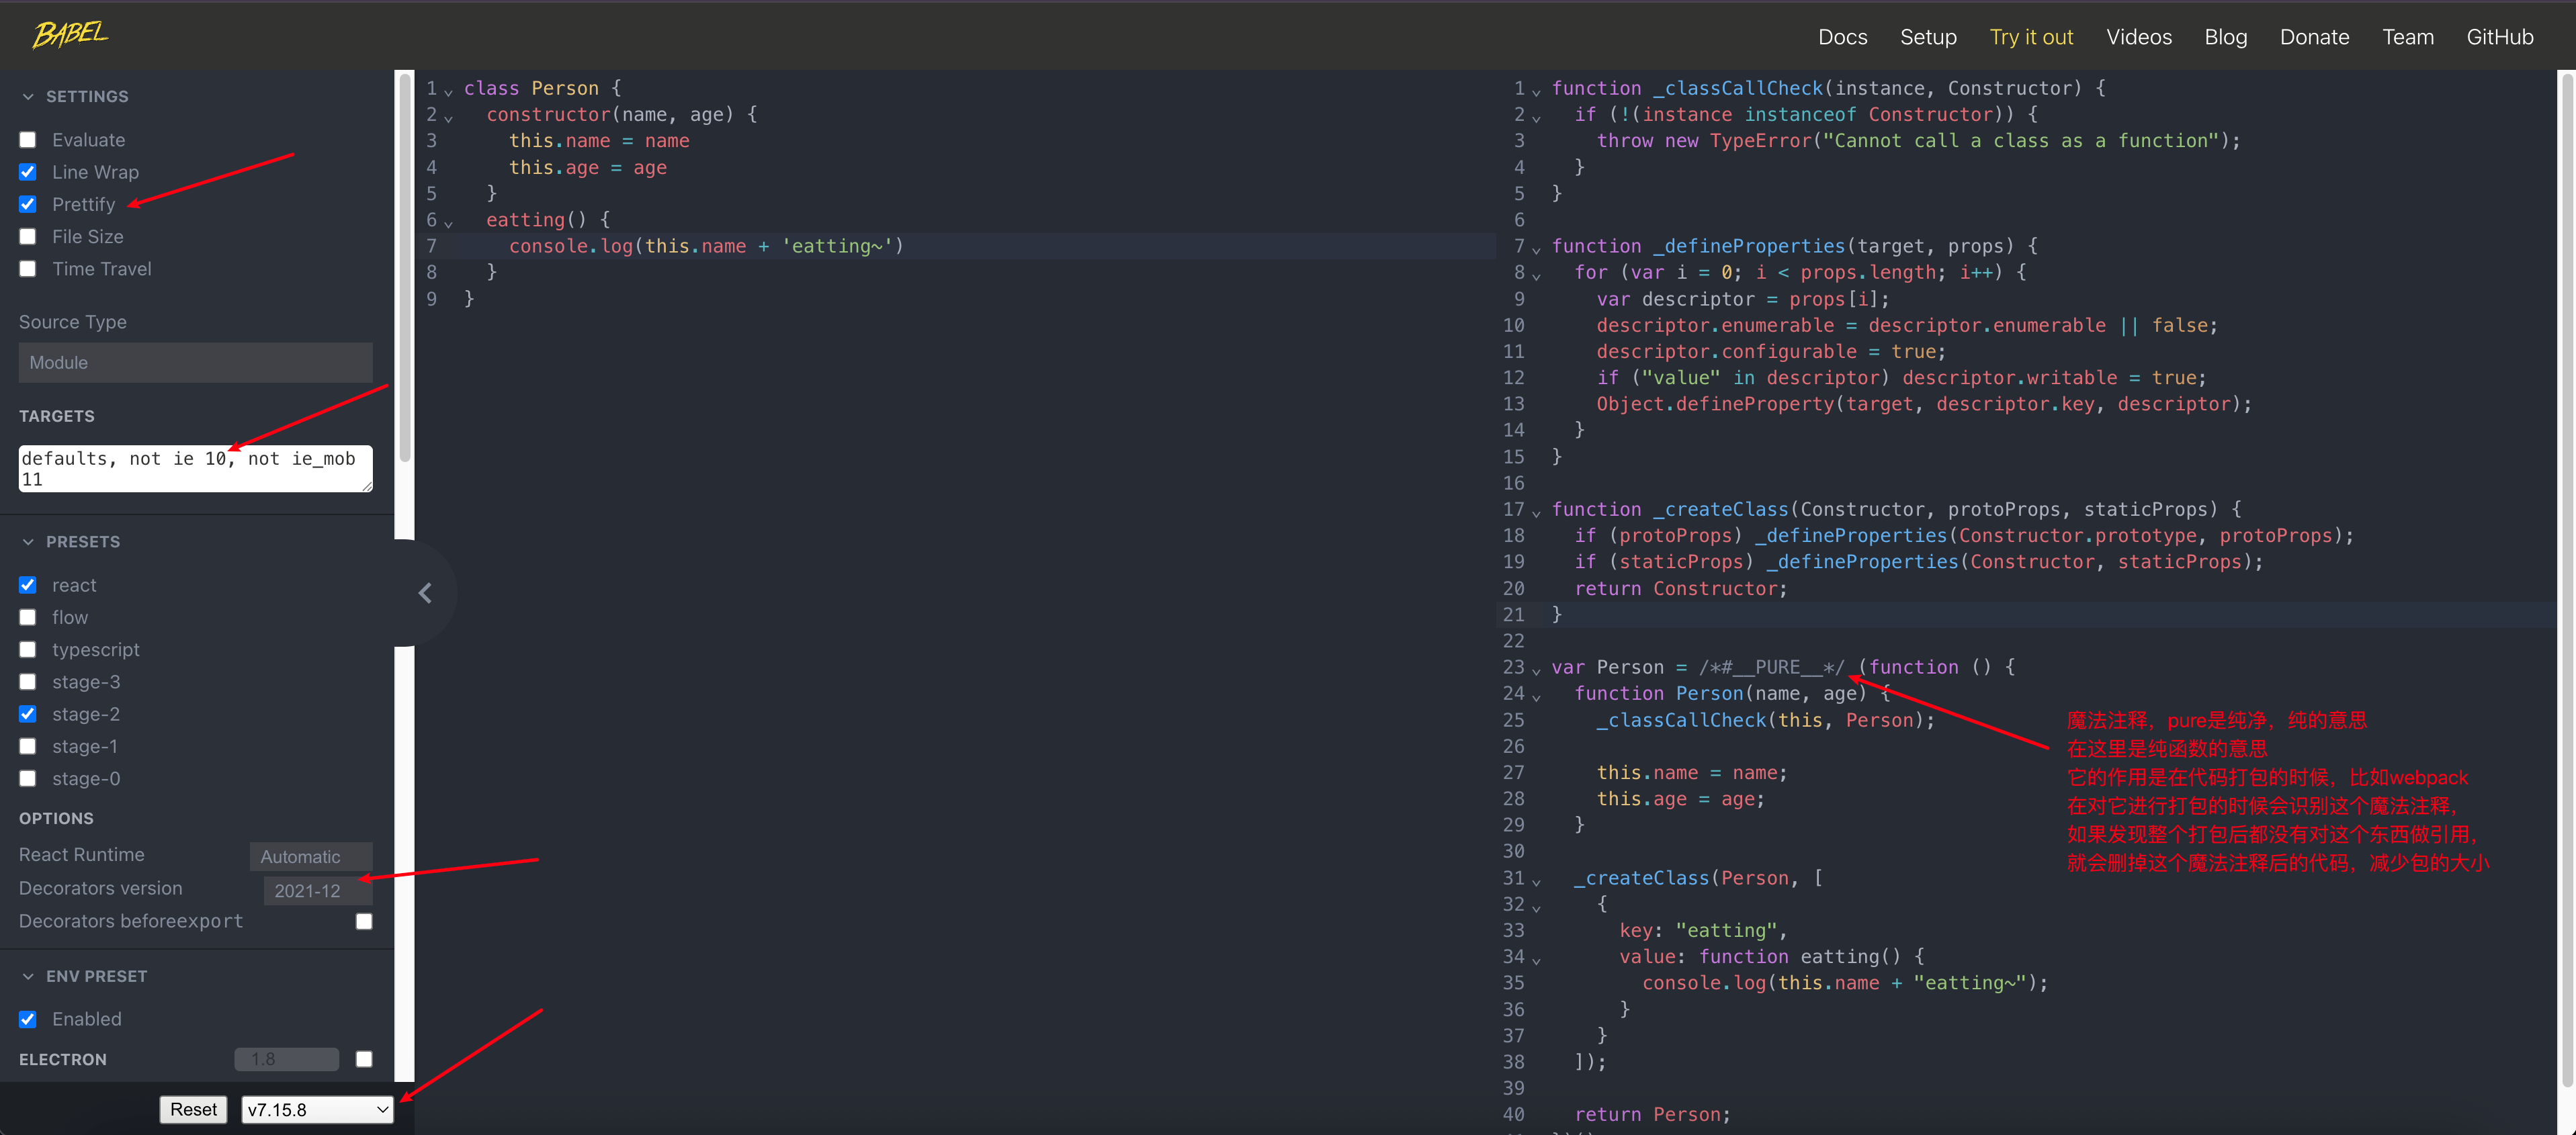 BABEL
Docs Setup Try it out Videos Blog Donate Team GitHub
SETTINGS
Evaluate
Line Wrap
Prettify
File Size
Time Travel
Source Type
Module
TARGETS
defaults, not ie 10, not ie_mob
11
PRESETS
react
flow
typescript
stage-3
stage-2
stage-1
stage-0
OPTIONS
React Runtime Automatic
Decorators version 2021-12
Decorators beforeexport
ENV PRESET
Enabled
ELECTRON 1.8
Reset v7.15.8
1 class Person {
2 constructor(name, age) {
3 this.name = name
4 this.age = age
5 }
6 eatting() {
7 console.log(this.name + 'eatting~')
8 }
9 }
1 function _classCallCheck(instance, Constructor) {
2 if (!(instance instanceof Constructor)) {
3 throw new TypeError("Cannot call a class as a function");
4 }
5 }
6
7 function _defineProperties(target, props) {
8 for (var i = 0; i < props.length; i++) {
9 var descriptor = props[i];
10 descriptor.enumerable = descriptor.enumerable || false;
11 descriptor.configurable = true;
12 if ("value" in descriptor) descriptor.writable = true;
13 Object.defineProperty(target, descriptor.key, descriptor);
14 }
15 }
16
17 function _createClass(Constructor, protoProps, staticProps) {
18 if (protoProps) _defineProperties(Constructor.prototype, protoProps);
19 if (staticProps) _defineProperties(Constructor, staticProps);
20 return Constructor;
21 }
22
23 var Person = /*#__PURE__*/ (function () {
24 function Person(name, age) {
25 _classCallCheck(this, Person);
26
27 this.name = name;
28 this.age = age;
29 }
30
31 _createClass(Person, [
32 {
33 key: "eatting",
34 value: function eatting() {
35 console.log(this.name + "eatting~");
36 }
37 }
38 ]);
39
40 return Person;
魔法注释，pure是纯净，纯的意思
在这里是纯函数的意思
它的作用是在代码打包的时候，比如webpack
在对它进行打包的时候会识别这个魔法注释，
如果发现整个打包后都没有对这个东西做引用，
就会删掉这个魔法注释后的代码，减少包的大小